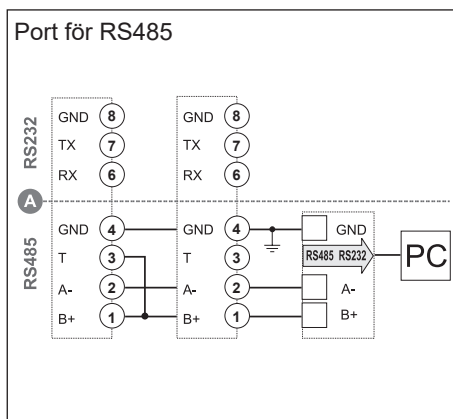 Port för RS485
RS232
GND 8 GND 8
TX 7 TX 7
RX 6 RX 6
A
RS485
GND 4 GND 4 GND
T 3 T 3 RS485 RS232 PC
A- 2 A- 2 A-
B+ 1 B+ 1 B+